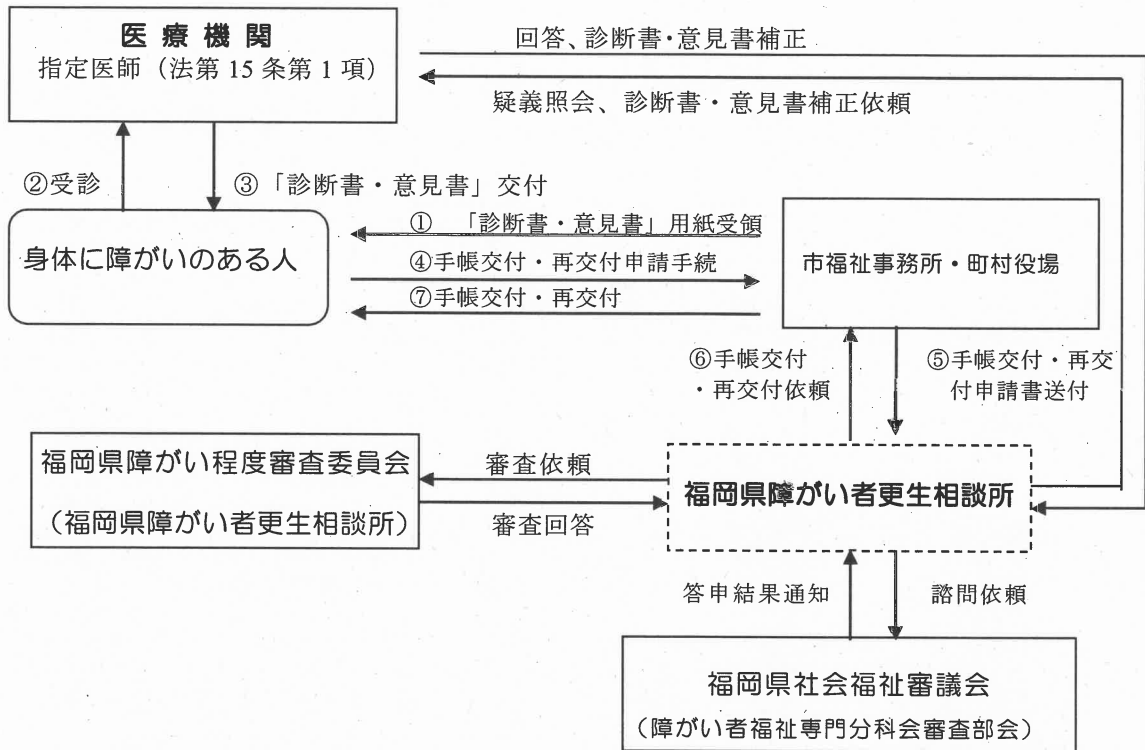 医療機関
指定医師（法第15条第1項）
回答、診断書・意見書補正
疑義照会、診断書・意見書補正依頼
②受診
③「診断書・意見書」交付
身体に障がいのある人
①　「診断書・意見書」用紙受領
④手帳交付・再交付申請手続
⑦手帳交付・再交付
市福祉事務所・町村役場
⑥手帳交付
・再交付依頼
⑤手帳交付・再交
付申請書送付
福岡県障がい程度審査委員会
（福岡県障がい者更生相談所）
審査依頼
審査回答
福岡県障がい者更生相談所
答申結果通知
諮問依頼
福岡県社会福祉審議会
（障がい者福祉専門分科会審査部会）